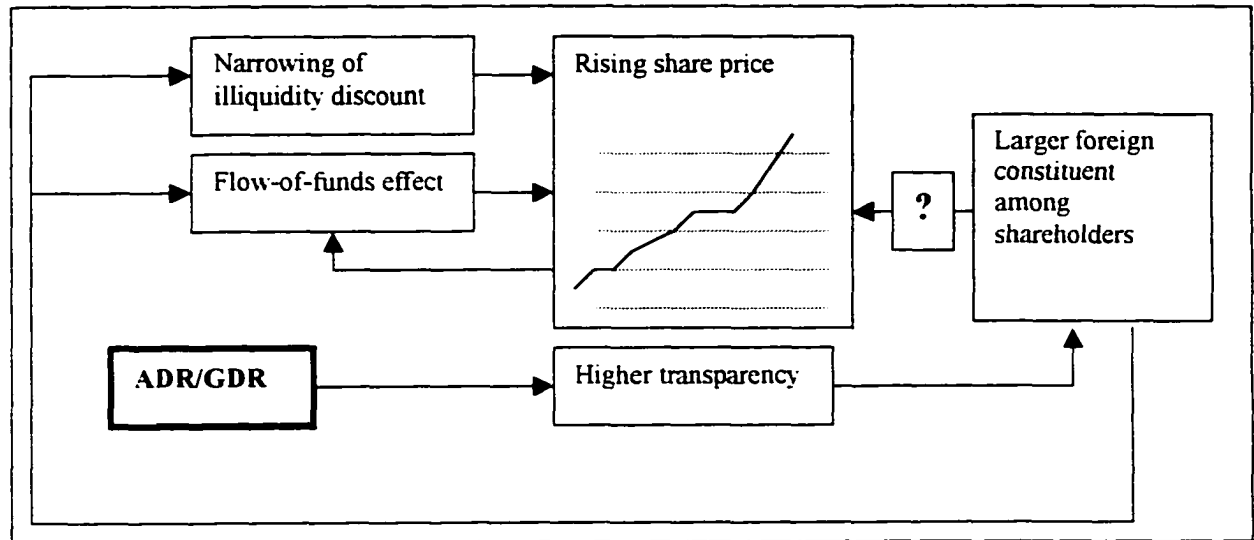 Narrowing of
illiquidity discount
Rising share price
Larger foreign
constituent
among
shareholders
Flow-of-funds effect
?
ADR/GDR
Higher transparency